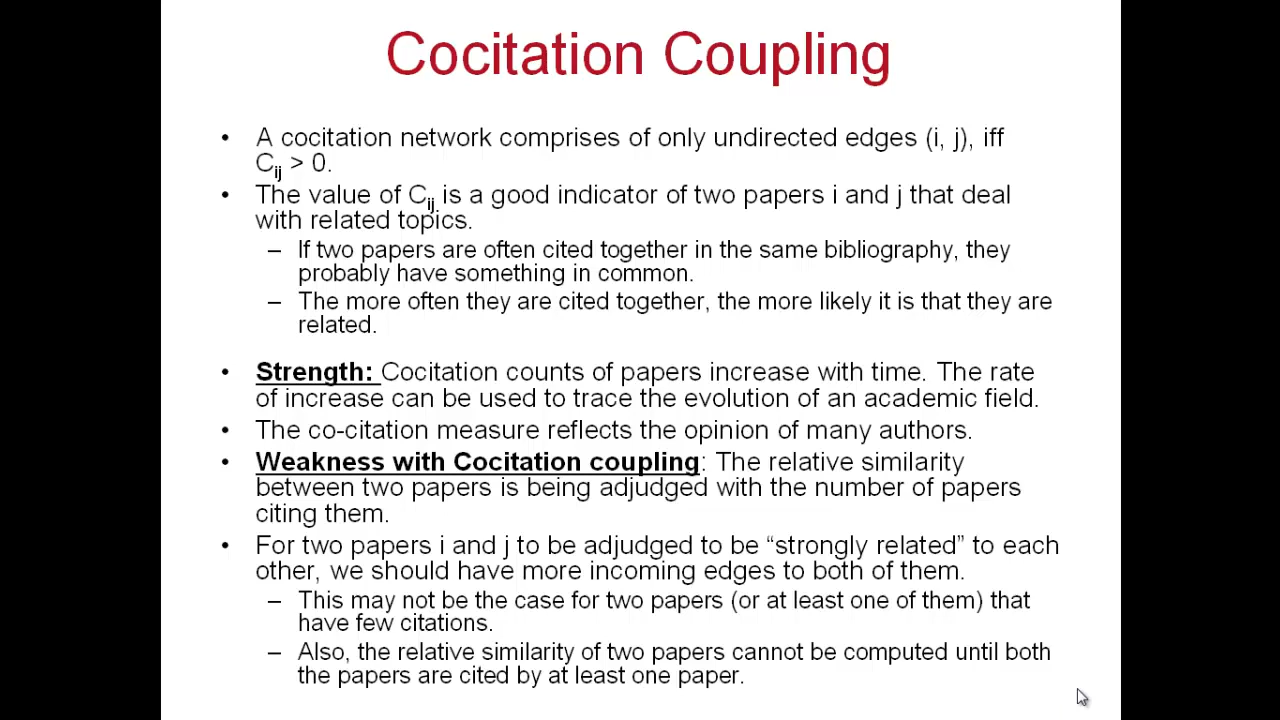 Cocitation Coupling
• A cocitation network comprises of only undirected edges (i, j), iff
Cij > 0.
• The value of Cij is a good indicator of two papers i and j that deal
with related topics.
– If two papers are often cited together in the same bibliography, they
probably have something in common.
– The more often they are cited together, the more likely it is that they are
related.
• Strength: Cocitation counts of papers increase with time. The rate
of increase can be used to trace the evolution of an academic field.
• The co-citation measure reflects the opinion of many authors.
• Weakness with Cocitation coupling: The relative similarity
between two papers is being adjudged with the number of papers
citing them.
• For two papers i and j to be adjudged to be “strongly related” to each
other, we should have more incoming edges to both of them.
– This may not be the case for two papers (or at least one of them) that
have few citations.
– Also, the relative similarity of two papers cannot be computed until both
the papers are cited by at least one paper.